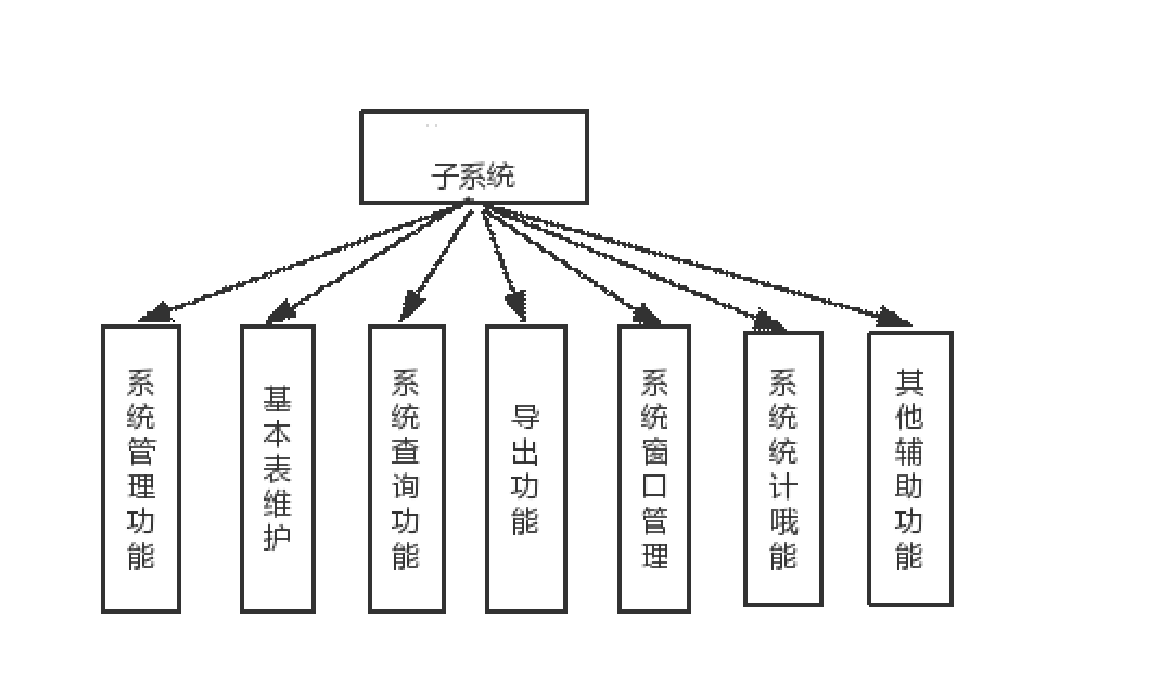 子系统
系统管理功能
基本表维护
系统查询功能
导出功能
系统窗口管理
系统统计哦能
其他辅助功能